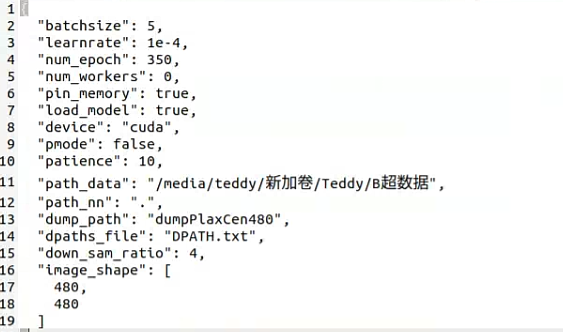 1 {
2 "batchsize": 5,
3 "learnrate": 1e-4,
4 "num_epoch": 350,
5 "num_workers": 0,
6 "pin_memory": true,
7 "load_model": true,
8 "device": "cuda",
9 "pmode": false,
10 "patience": 10,
11 "path_data": "/media/teddy/新加卷/Teddy/B超数据",
12 "path_nn": ".",
13 "dump_path": "dumpPlaxCen480",
14 "dpaths_file": "DPATH.txt",
15 "down_sam_ratio": 4,
16 "image_shape": [
17 480,
18 480
19 ]